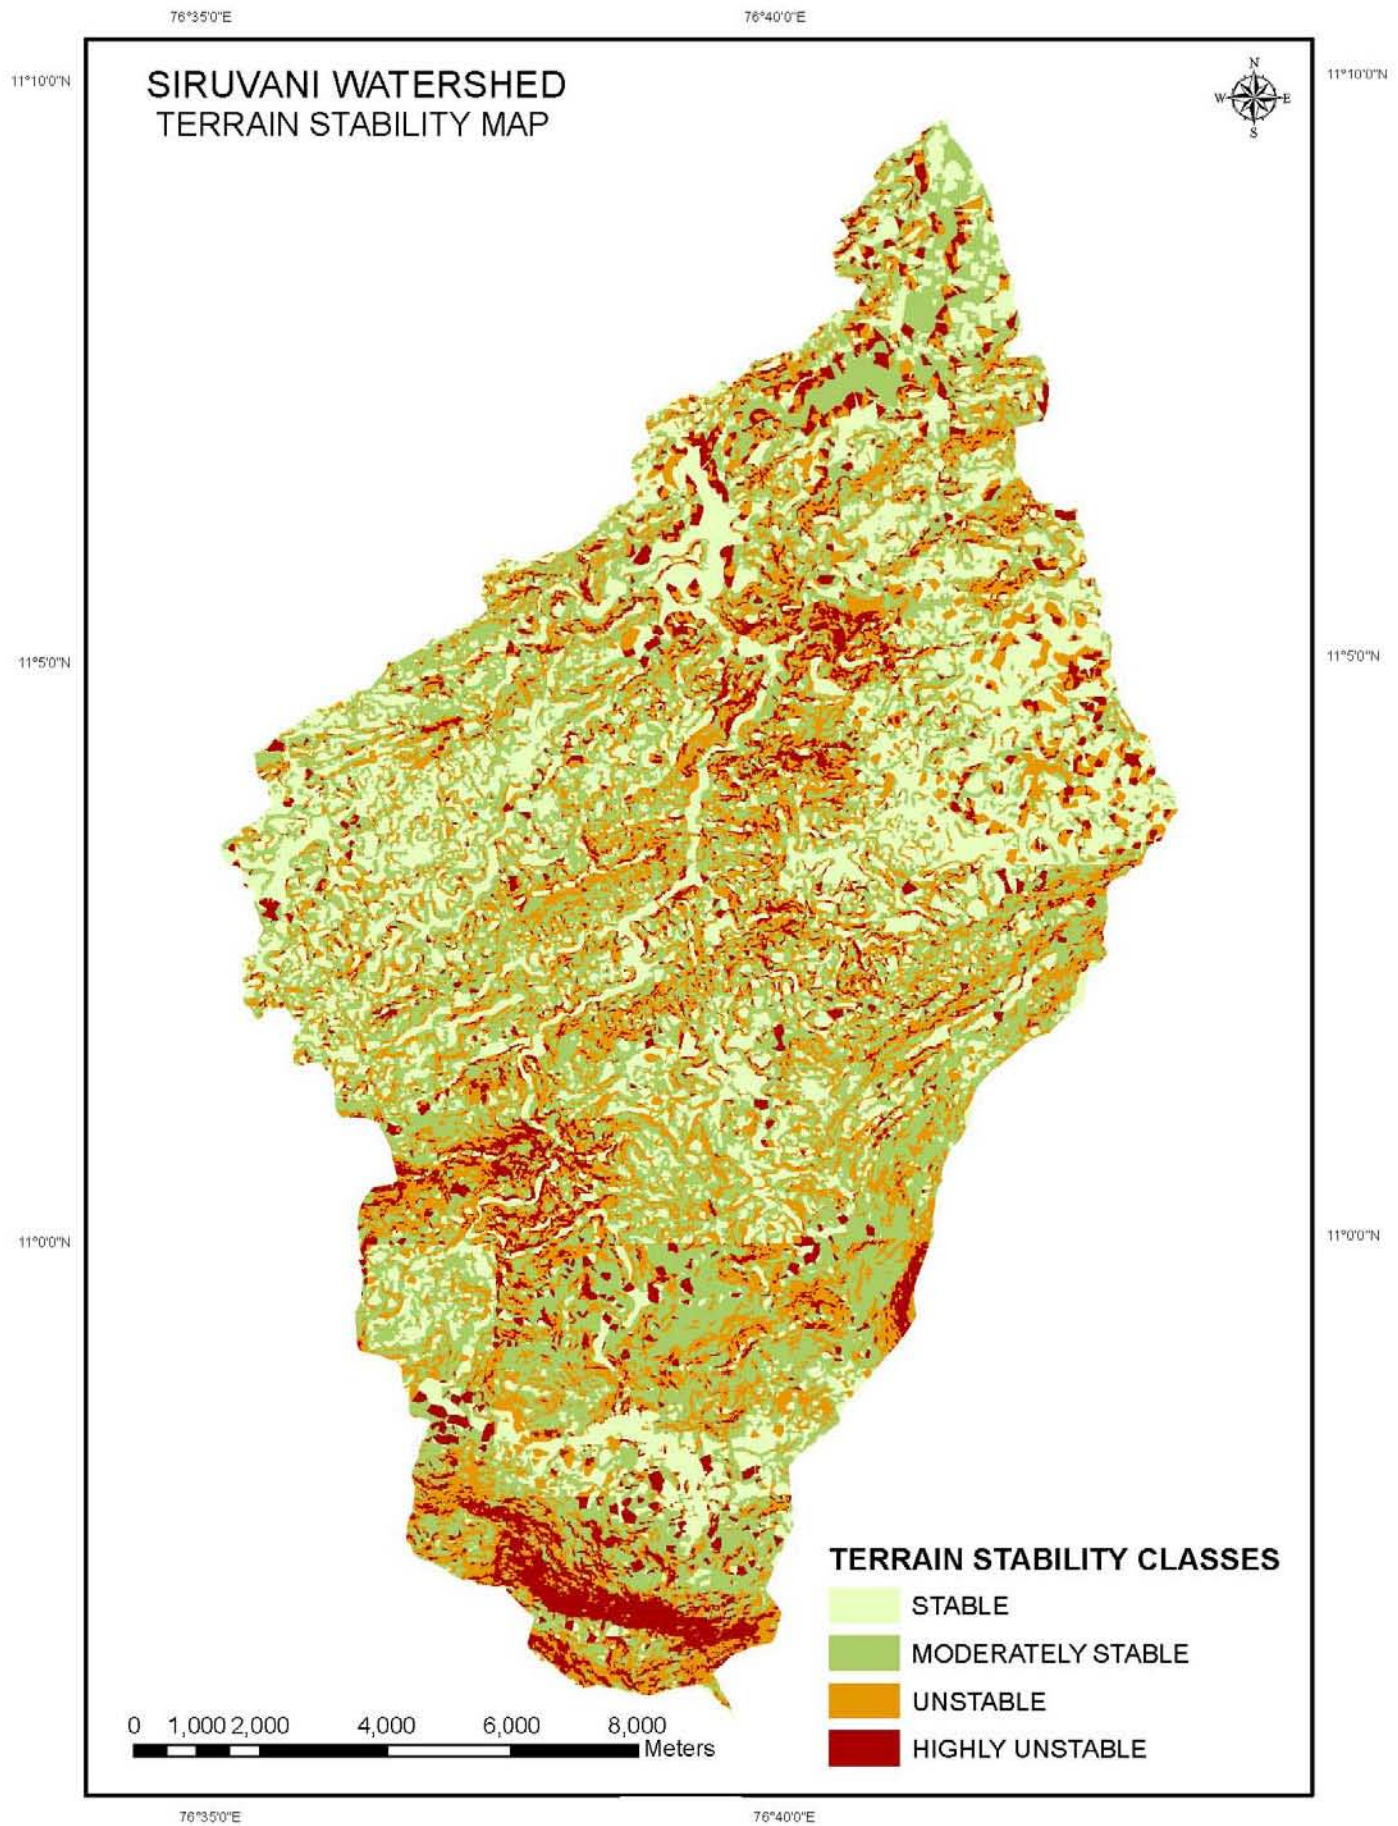 76°35'0"E 76°40'0"E
11°10'0"N
SIRUVANI WATERSHED
TERRAIN STABILITY MAP
N
W E
S
11°10'0"N
11°5'0"N 11°5'0"N
11°0'0"N 11°0'0"N
TERRAIN STABILITY CLASSES
STABLE
MODERATELY STABLE
UNSTABLE
HIGHLY UNSTABLE
0 1,000 2,000 4,000 6,000 8,000
Meters
76°35'0"E 76°40'0"E